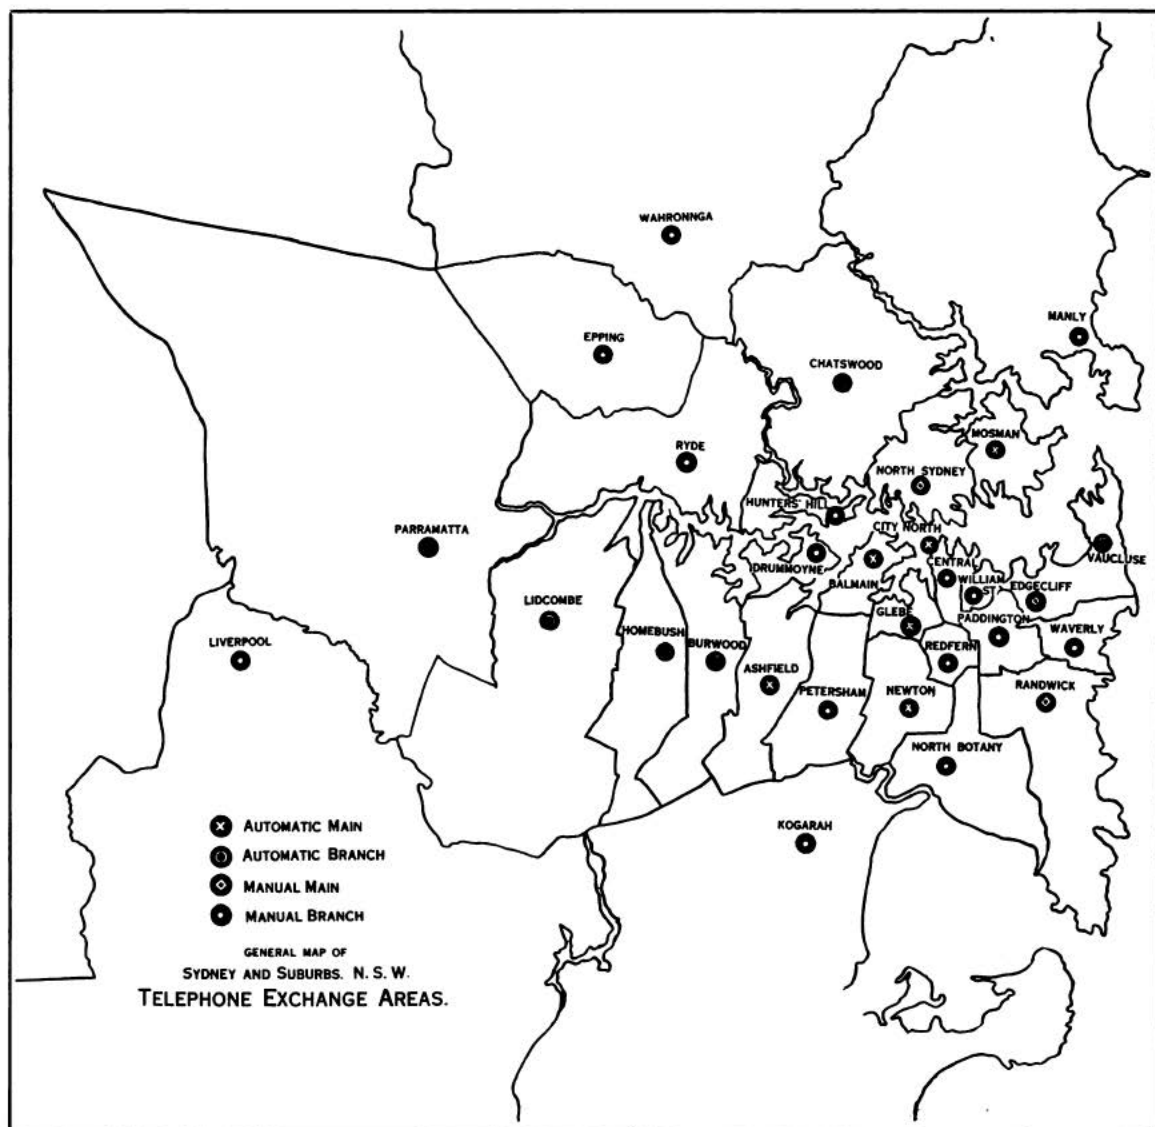 WAHRONNGA
MANLY
EPPING
CHATSWOOD
MOSMAN
RYDE
NORTH SYDNEY
HUNTERS' HILL
PARRAMATTA
CITY NORTH
VAUCLUSE
DRUMMOYNE
CENTRAL
BALMAIN
WILLIAM
ST.
EDGECLIFF
LIDCOMBE
GLEBE
PADDINGTON
HOMEBUSH
WAVERLY
LIVERPOOL
BURWOOD
REDFERN
ASHFIELD
PETERSHAM
NEWTON
RANDWICK
NORTH BOTANY
KOGARAH
AUTOMATIC MAIN
AUTOMATIC BRANCH
MANUAL MAIN
MANUAL BRANCH
GENERAL MAP OF
SYDNEY AND SUBURBS. N. S. W.
TELEPHONE EXCHANGE AREAS.